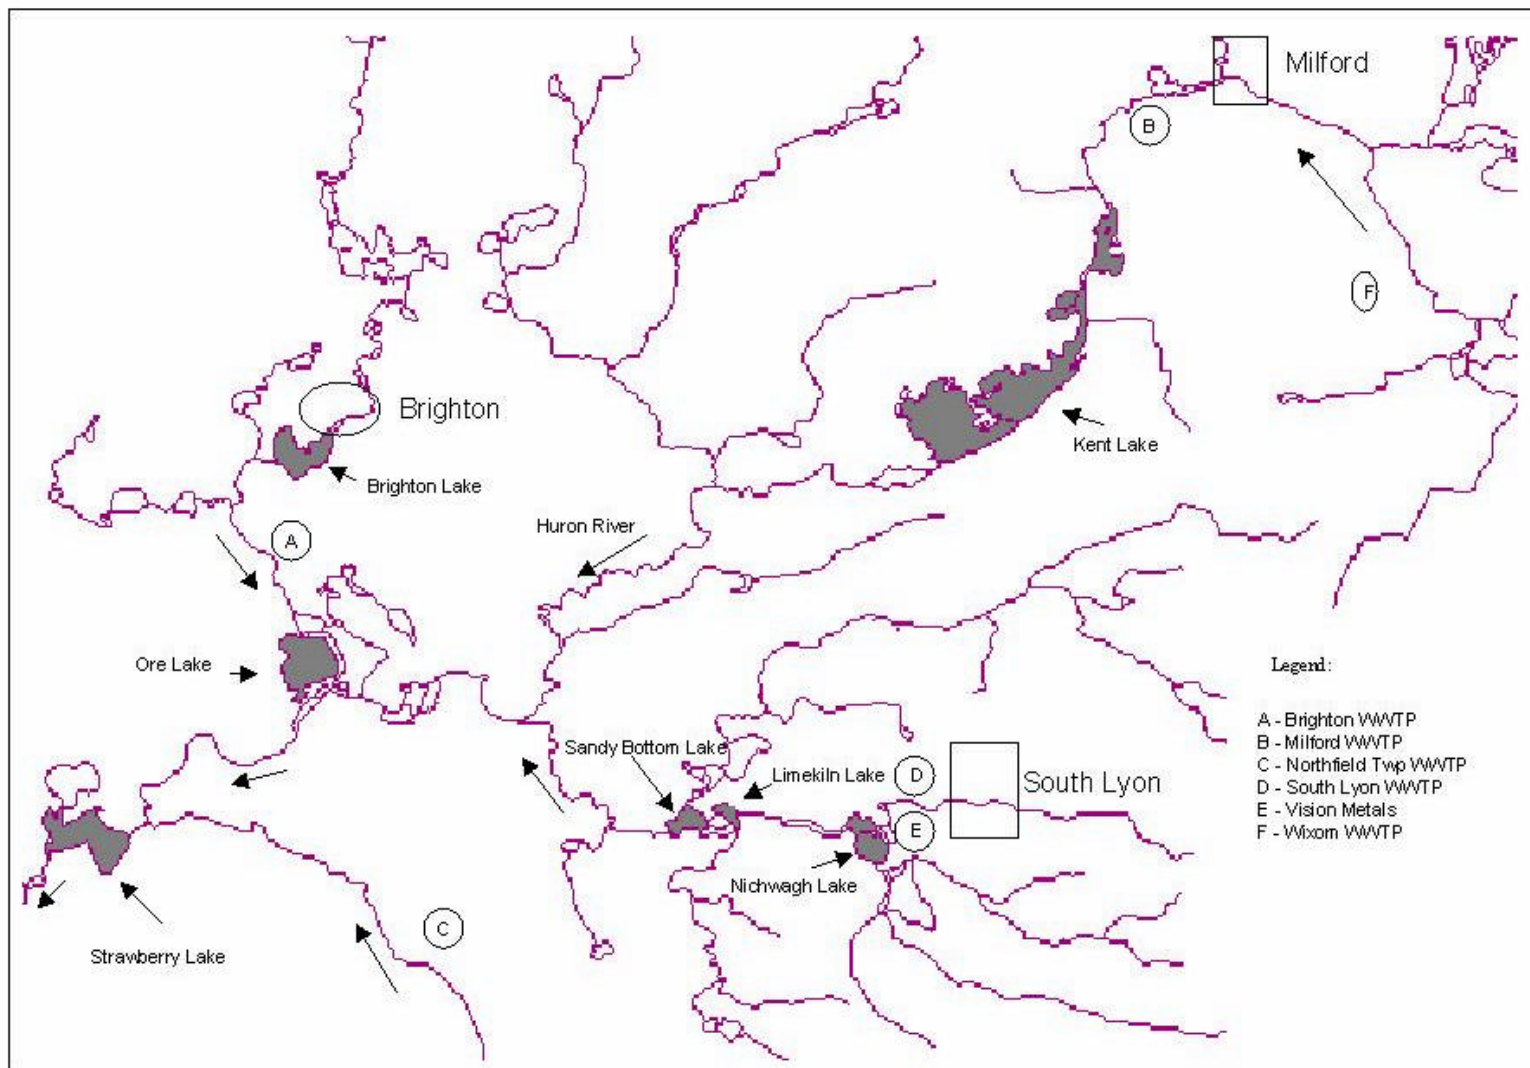 Milford
B
F
Brighton
Kent Lake
Brighton Lake
Huron River
A
Ore Lake
Legend:
A - Brighton WWTP
B - Milford WWTP
C - Northfield Twp WWTP
D - South Lyon WWTP
E - Vision Metals
F - Wixom WWTP
Sandy Bottom Lake
Limekiln Lake
D
South Lyon
E
Nichwagh Lake
C
Strawberry Lake